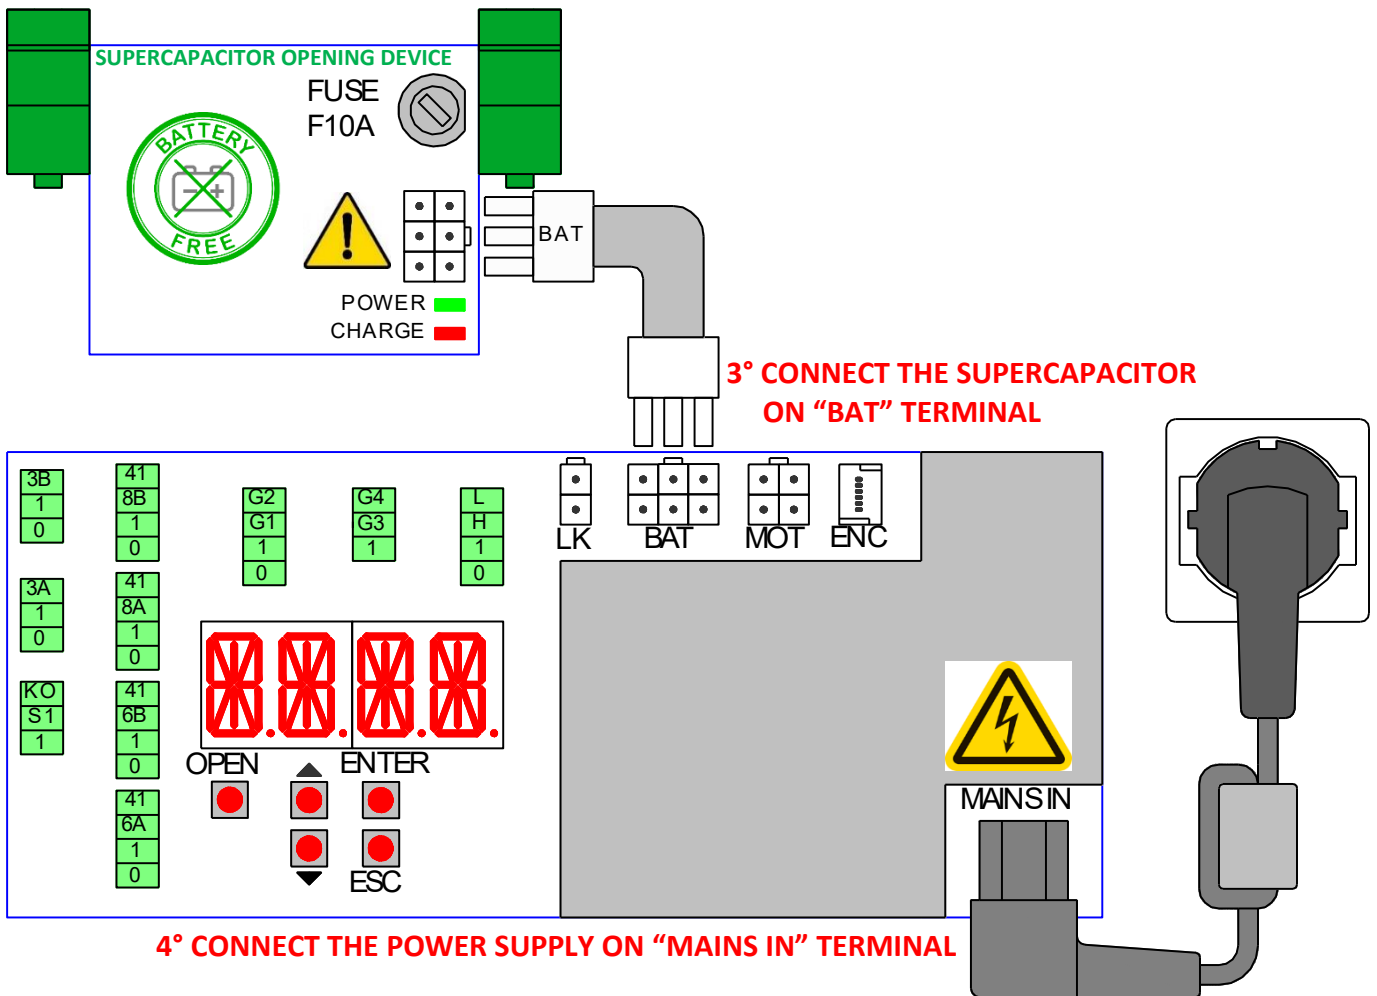 SUPERCAPACITOR OPENING DEVICE
FUSE
F10A
BATTERY
FREE
BAT
POWER
CHARGE
3° CONNECT THE SUPERCAPACITOR
ON “BAT” TERMINAL
3B
1
0
41
8B
1
0
G2
G1
1
0
G4
G3
1
L
H
1
0
LK
BAT
MOT
ENC
3A
1
0
41
8A
1
0
KO
S1
1
41
6B
1
0
41
6A
1
0
OPEN
ENTER
ESC
MAINS IN
4° CONNECT THE POWER SUPPLY ON “MAINS IN” TERMINAL